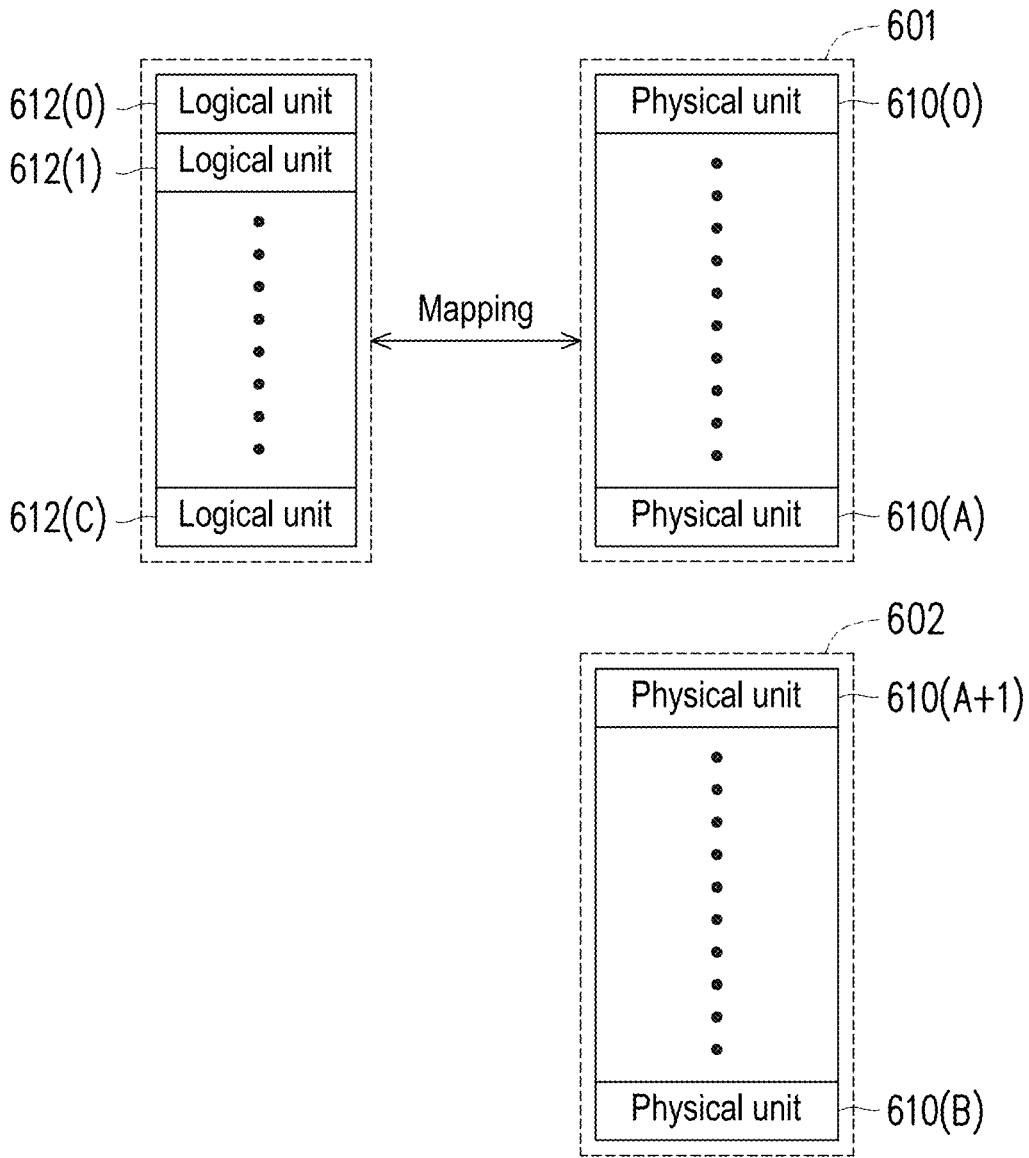 601
612(0) Logical unit Physical unit 610(0)
612(1) Logical unit
Mapping
612(C) Logical unit Physical unit 610(A)
602
Physical unit 610(A+1)
Physical unit 610(B)